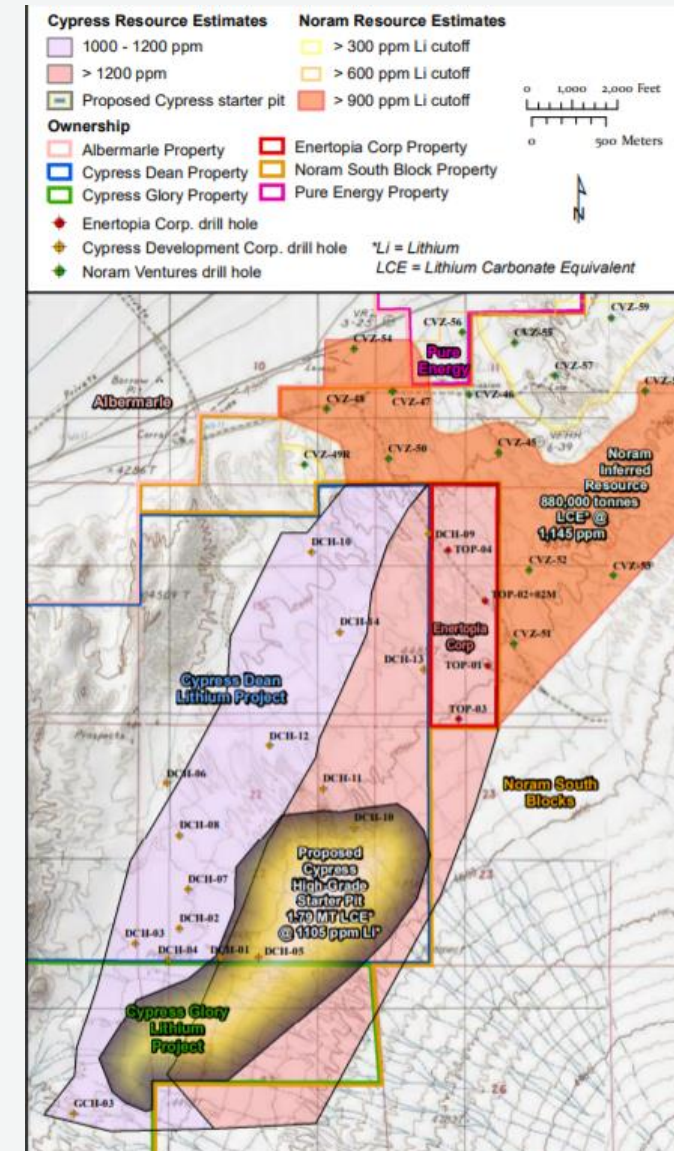 Cypress Resource Estimates
1000 - 1200 ppm
> 1200 ppm
Proposed Cypress starter pit
Noram Resource Estimates
> 300 ppm Li cutoff
> 600 ppm Li cutoff
> 900 ppm Li cutoff
0 1,000 2,000 Feet
0 500 Meters
N
Ownership
Albermarle Property
Cypress Dean Property
Cypress Glory Property
Enertopia Corp Property
Noram South Block Property
Pure Energy Property
Enertopia Corp. drill hole
Cypress Development Corp. drill hole
Noram Ventures drill hole
*Li = Lithium
LCE = Lithium Carbonate Equivalent
CVZ-59
CVZ-56
CVZ-55
CVZ-54
Pure
Energy
10
11
CVZ-57
Albermarle
CVZ-48
CVZ-47
CVZ-46
CVZ-49R
CVZ-50
CVZ-45
Noram
Inferred
Resource
880,000 tonnes
LCE* @
1,145 ppm
DCH-10
DCH-09
TOP-04
CVZ-52
CVZ-53
TOP-02+02M
DCH-14
Enertopia
Corp
CVZ-51
DCH-13
TOP-01
Cypress Dean
Lithium Project
TOP-03
DCH-12
DCH-06
DCH-11
Noram South
Blocks
21
23
DCH-10
DCH-08
Proposed
Cypress
High-Grade
Starter Pit
1.79 MT LCE*
@ 1105 ppm Li*
23
DCH-07
DCH-02
DCH-03
DCH-04
DCH-01
DCH-05
Cypress Glory
Lithium
Project
26
GCH-03